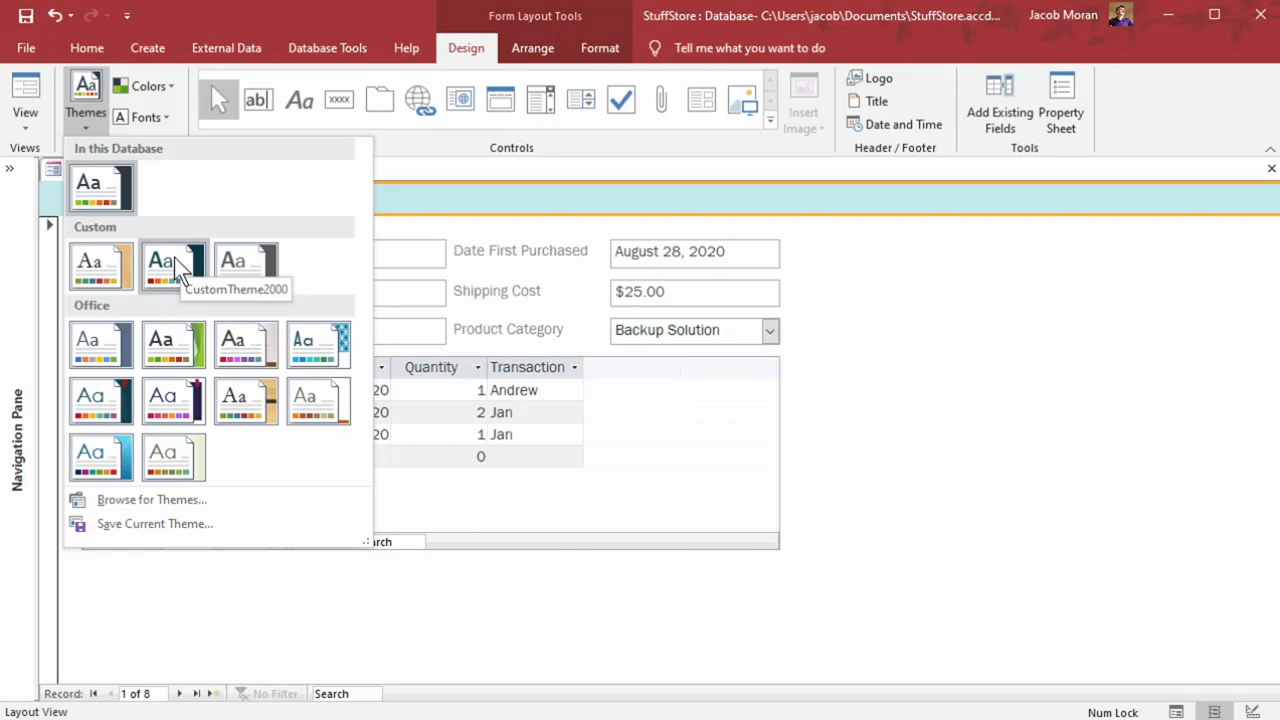 Form Layout Tools
StuffStore : Database- C:\Users\jacob\Documents\StuffStore.accd...
Jacob Moran
File
Home
Create
External Data
Database Tools
Help
Design
Arrange
Format
Tell me what you want to do
View
Views
Aa
Themes
Colors
Aa Fonts
ab|
Aa
xxxx
Insert
Image
Controls
Logo
Title
Date and Time
Header / Footer
Add Existing
Fields
Property
Sheet
Tools
In this Database
Aa
Custom
Aa
Aa
Aa
CustomTheme2000
Office
Aa
Aa
Aa
Aa
Aa
Aa
Aa
Aa
Aa
Aa
Browse for Themes...
Save Current Theme...
Navigation Pane
Date First Purchased
August 28, 2020
Shipping Cost
$25.00
Product Category
Backup Solution
Quantity
Transaction
20 1 Andrew
20 2 Jan
20 1 Jan
0
arch
Record:
1 of 8
No Filter
Search
Layout View
Num Lock